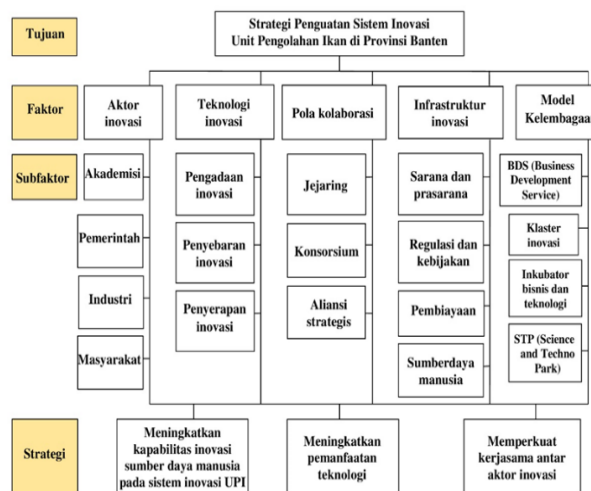 Tujuan
Strategi Penguatan Sistem Inovasi
Unit Pengolahan Ikan di Provinsi Banten
Faktor
Aktor
inovasi
Teknologi
inovasi
Pola kolaborasi
Infrastruktur
inovasi
Model
Kelembagaa
Subfaktor
Akademisi
Pemerintah
Industri
Masyarakat
Pengadaan
inovasi
Penyebaran
inovasi
Penyerapan
inovasi
Jejaring
Konsorsium
Aliansi
strategis
Sarana dan
prasarana
Regulasi dan
kebijakan
Pembiayaan
Sumberdaya
manusia
BDS (Business
Development
Service)
Klaster
inovasi
Inkubator
bisnis dan
teknologi
STP (Science
and Techno
Park)
Strategi
Meningkatkan
kapabilitas inovasi
sumber daya manusia
pada sistem inovasi UPI
Meningkatkan
pemanfaatan
teknologi
Memperkuat
kerjasama antar
aktor inovasi